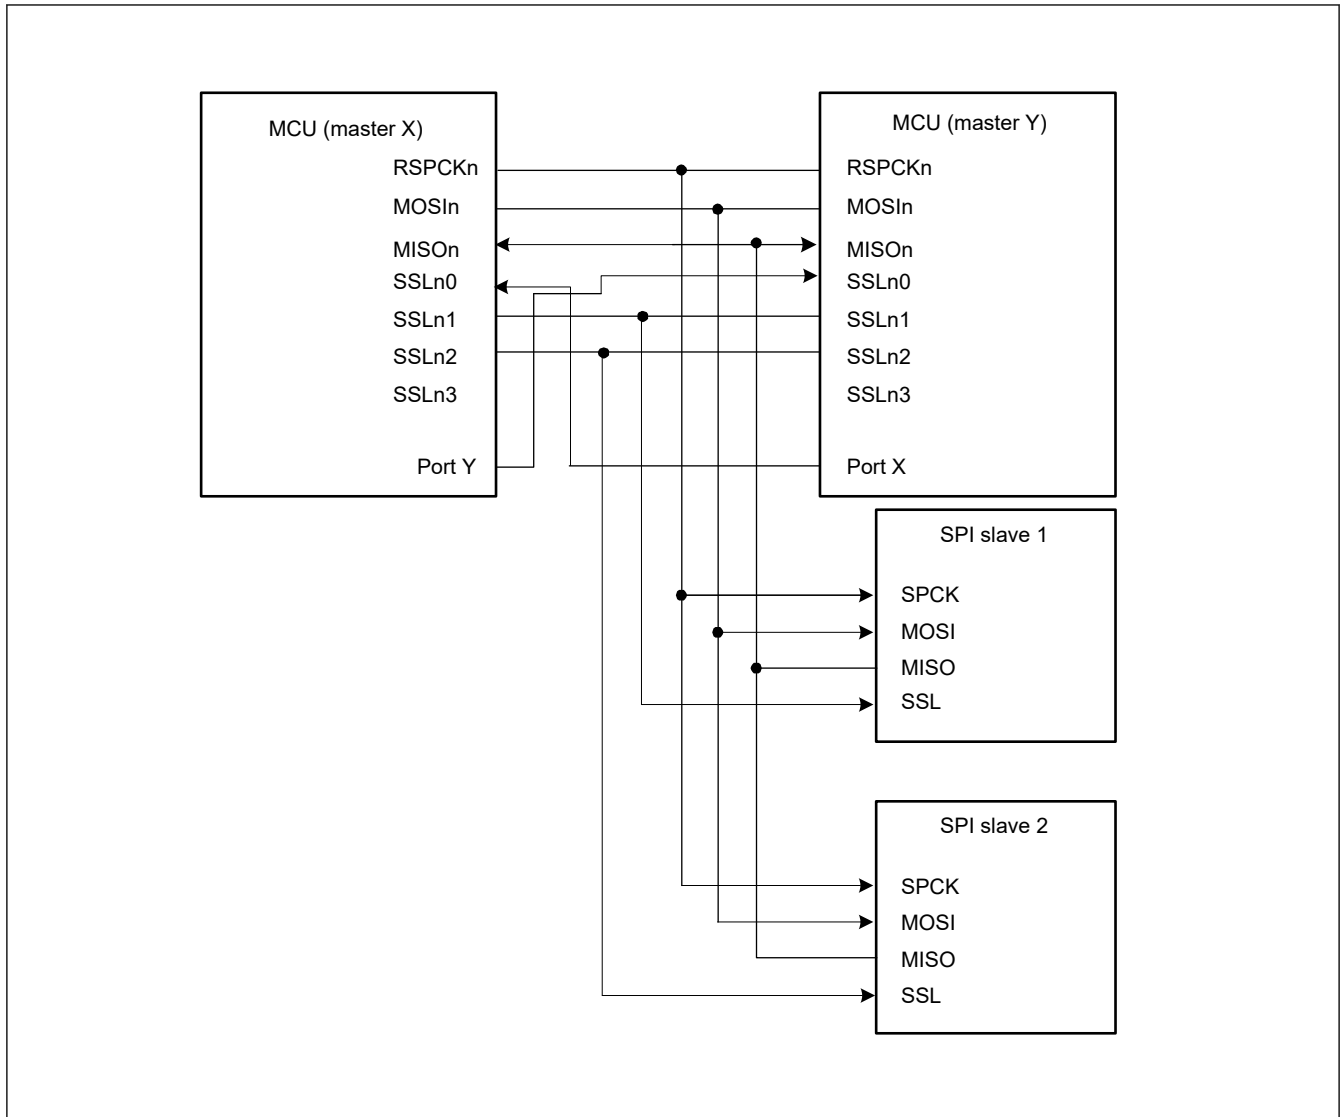 MCU (master X)
RSPCKn
MOSIn
MISOn
SSLn0
SSLn1
SSLn2
SSLn3
Port Y
MCU (master Y)
RSPCKn
MOSIn
MISOn
SSLn0
SSLn1
SSLn2
SSLn3
Port X
SPI slave 1
SPCK
MOSI
MISO
SSL
SPI slave 2
SPCK
MOSI
MISO
SSL